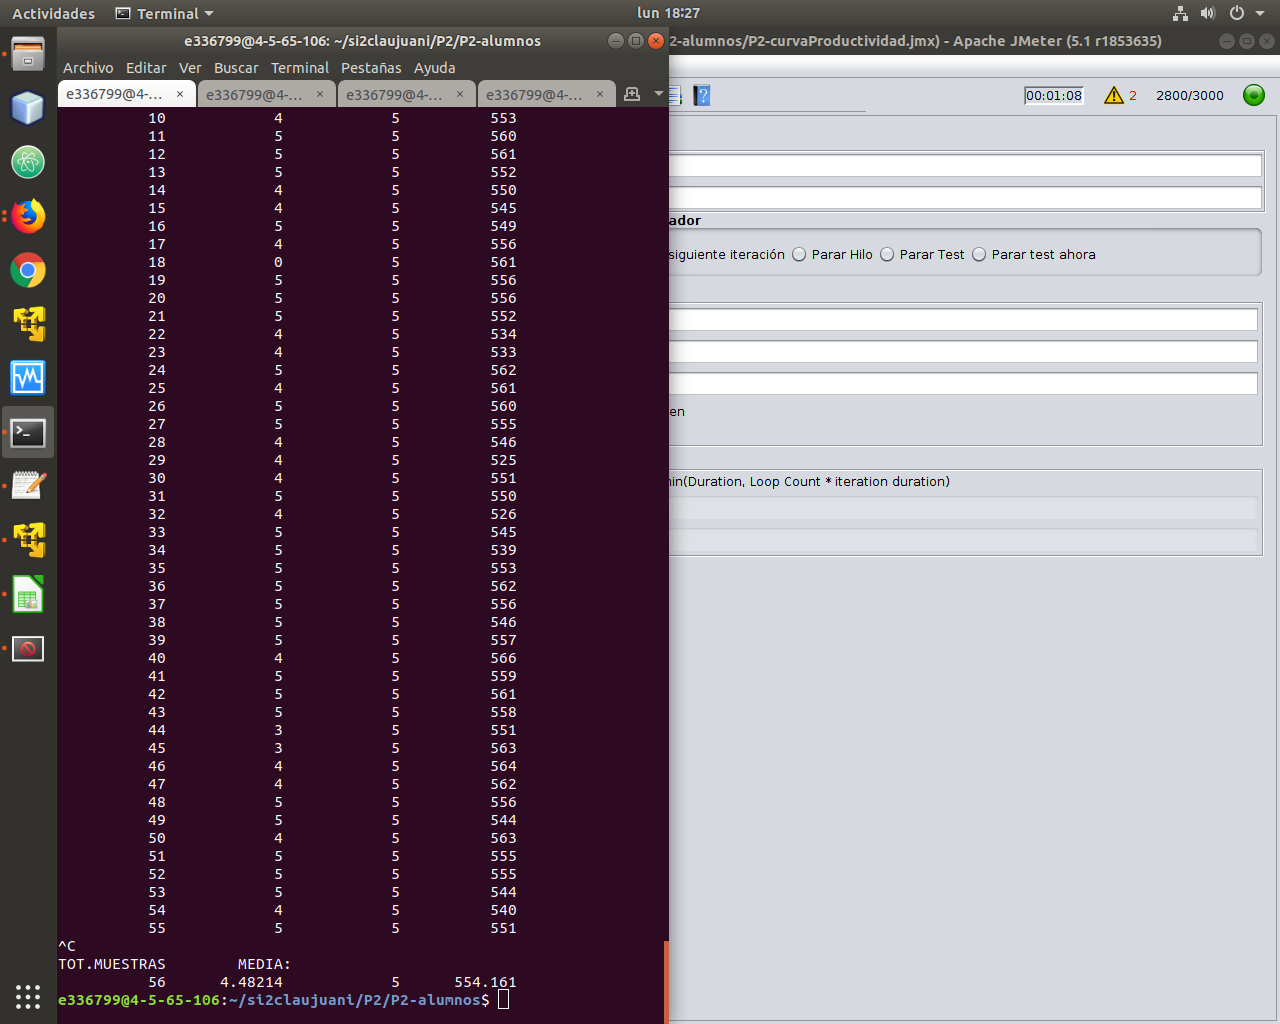 Actividades Terminal lun 18:27
e336799@4-5-65-106: ~/si2claujuani/P2/P2-alumnos
2-alumnos/P2-curvaProductividad.jmx) - Apache JMeter (5.1 r1853635)
Archivo Editar Ver Buscar Terminal Pestañas Ayuda
e336799@4-... × e336799@4-... × e336799@4-... × e336799@4-... ×
00:01:08 2 2800/3000
10 4 5 553
11 5 5 560
12 5 5 561
13 5 5 552
14 4 5 550
15 4 5 545
16 5 5 549
17 4 5 556
18 0 5 561
19 5 5 556
20 5 5 556
21 5 5 552
22 4 5 534
23 4 5 533
24 5 5 562
25 4 5 561
26 5 5 560
27 5 5 555
28 4 5 546
29 4 5 525
30 4 5 551
31 5 5 550
32 4 5 526
33 5 5 545
34 5 5 539
35 5 5 553
36 5 5 562
37 5 5 556
38 5 5 546
39 5 5 557
40 4 5 566
41 5 5 559
42 5 5 561
43 5 5 558
44 3 5 551
45 3 5 563
46 4 5 564
47 4 5 562
48 5 5 556
49 5 5 544
50 4 5 563
51 5 5 555
52 5 5 555
53 5 5 544
54 4 5 540
55 5 5 551
^C
TOT.MUESTRAS MEDIA:
56 4.48214 5 554.161
e336799@4-5-65-106:~/si2claujuani/P2/P2-alumnos$
ador
siguiente iteración Parar Hilo Parar Test Parar test ahora
en
in(Duration, Loop Count * iteration duration)